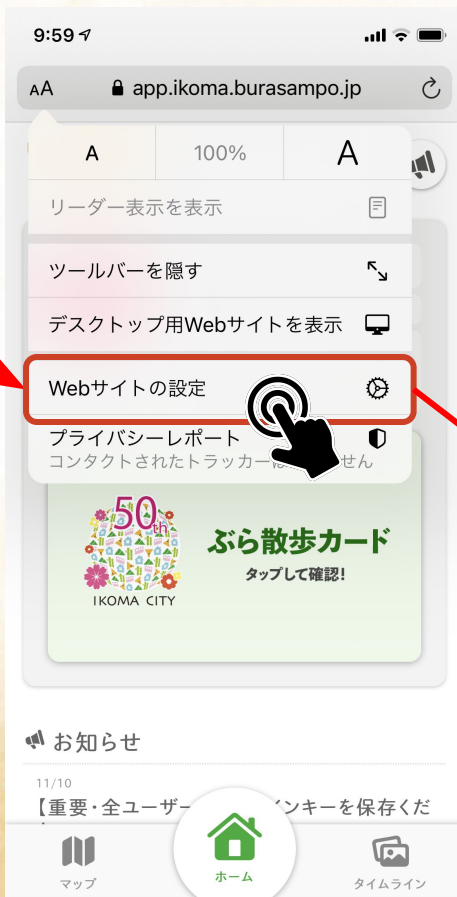 9:59
AA app.ikoma.burasampo.jp
A 100% A
リーダー表示を表示
ツールバーを隠す
デスクトップ用Webサイトを表示
Webサイトの設定
プライバシーレポート
コンタクトされたトラッカーは せん
50th
IKOMA CITY
ぶら散歩カード
タップして確認!
お知らせ
11/10
【重要・全ユーザー ンキーを保存くだ
マップ
ホーム
タイムライン